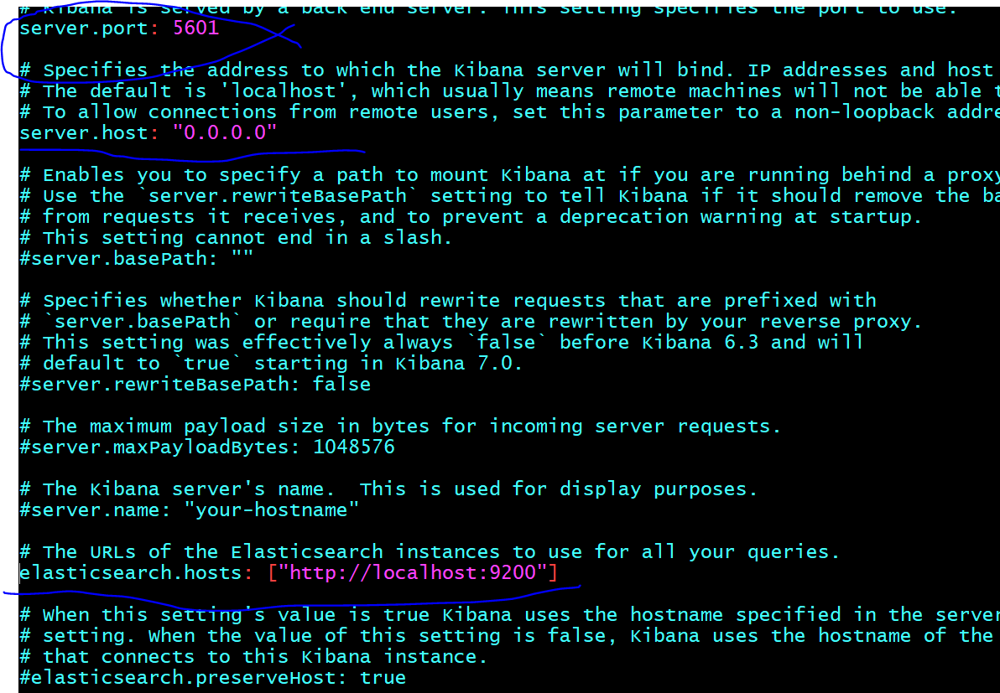 # Kibana is served by a back end server. This setting specifies the port to use.
server.port: 5601
# Specifies the address to which the Kibana server will bind. IP addresses and host
# The default is 'localhost', which usually means remote machines will not be able
# To allow connections from remote users, set this parameter to a non-loopback addre
server.host: "0.0.0.0"
# Enables you to specify a path to mount Kibana at if you are running behind a proxy
# Use the `server.rewriteBasePath` setting to tell Kibana if it should remove the ba
# from requests it receives, and to prevent a deprecation warning at startup.
# This setting cannot end in a slash.
#server.basePath: ""
# Specifies whether Kibana should rewrite requests that are prefixed with
# `server.basePath` or require that they are rewritten by your reverse proxy.
# This setting was effectively always `false` before Kibana 6.3 and will
# default to `true` starting in Kibana 7.0.
#server.rewriteBasePath: false
# The maximum payload size in bytes for incoming server requests.
#server.maxPayloadBytes: 1048576
# The Kibana server's name.  This is used for display purposes.
#server.name: "your-hostname"
# The URLs of the Elasticsearch instances to use for all your queries.
elasticsearch.hosts: ["http://localhost:9200"]
# When this setting's value is true Kibana uses the hostname specified in the server
# setting. When the value of this setting is false, Kibana uses the hostname of the
# that connects to this Kibana instance.
#elasticsearch.preserveHost: true